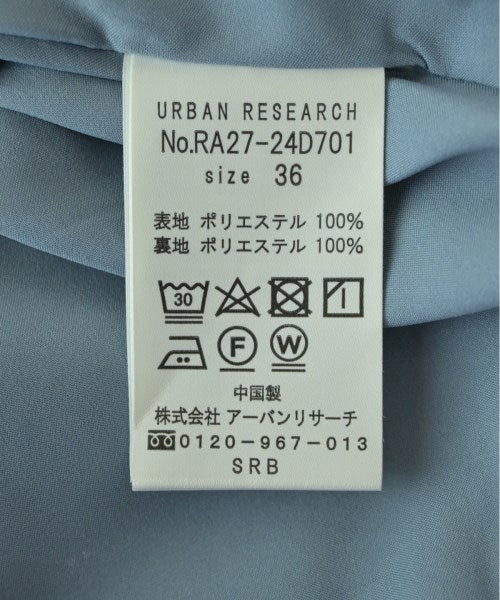 URBAN RESEARCH
No.RA27-24D701
size 36
表地 ポリエステル 100%
裏地 ポリエステル 100%
30
F W
中国製
株式会社 アーバンリサーチ
0120-967-013
SRB